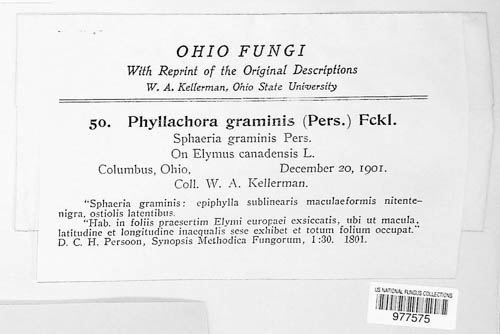 OHIO FUNGI
With Reprint of the Original Descriptions
W. A. Kellerman, Ohio State University
50. Phyllachora graminis (Pers.) Fckl.
Sphaeria graminis Pers.
On Elymus canadensis L.
Columbus, Ohio, December 20, 1901.
Coll. W. A. Kellerman.
"Sphaeria graminis: epiphylla sublinearis maculaeformis nitente-
nigra, ostiolis latentibus.
"Hab. in foliis praesertim Elymi europaei exsiccatis, ubi ut macula,
latitudine et longitudine inaequalis sese exhibet et totum folium occupat."
D. C. H. Persoon, Synopsis Methodica Fungorum, 1:30. 1801.
US NATIONAL FUNGUS COLLECTIONS
977575